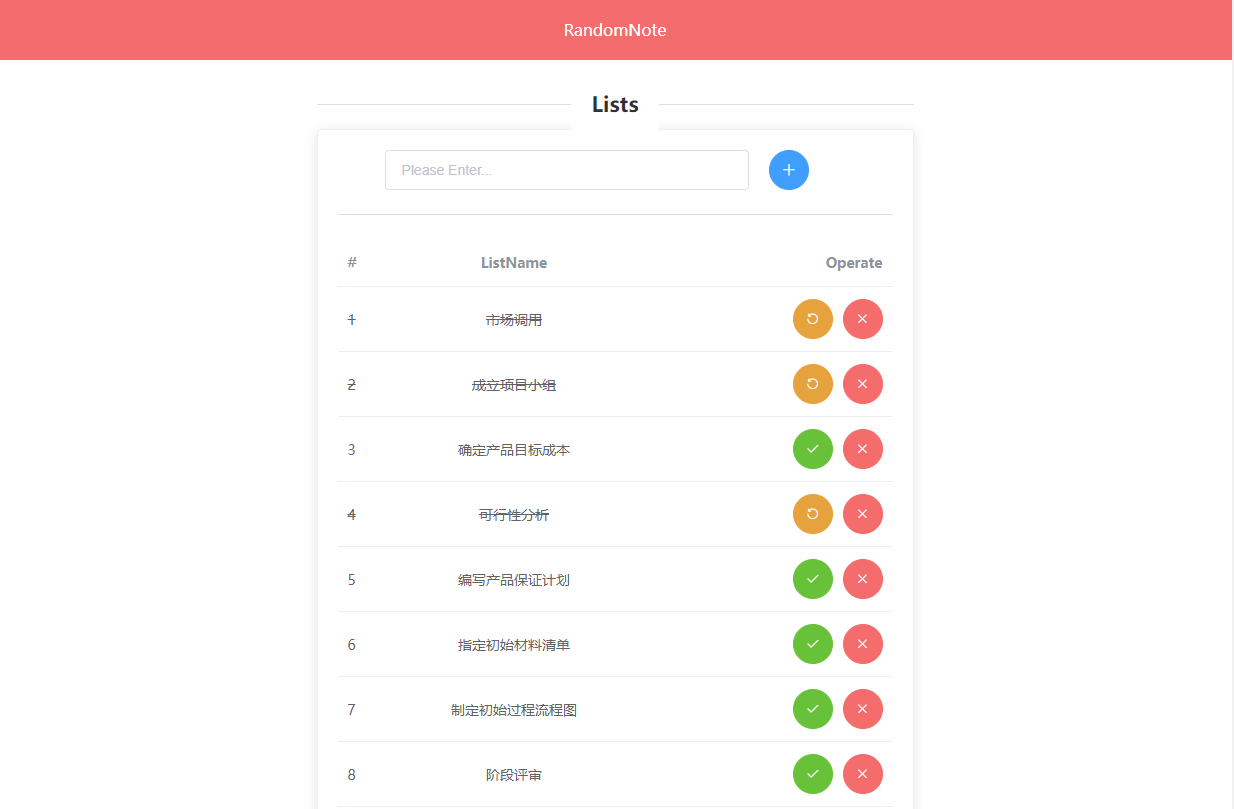 RandomNote
Lists
Please Enter...
# ListName Operate
1 市场调用
2 成立项目小组
3 确定产品目标成本
4 可行性分析
5 编写产品保证计划
6 指定初始材料清单
7 制定初始过程流程图
8 阶段评审